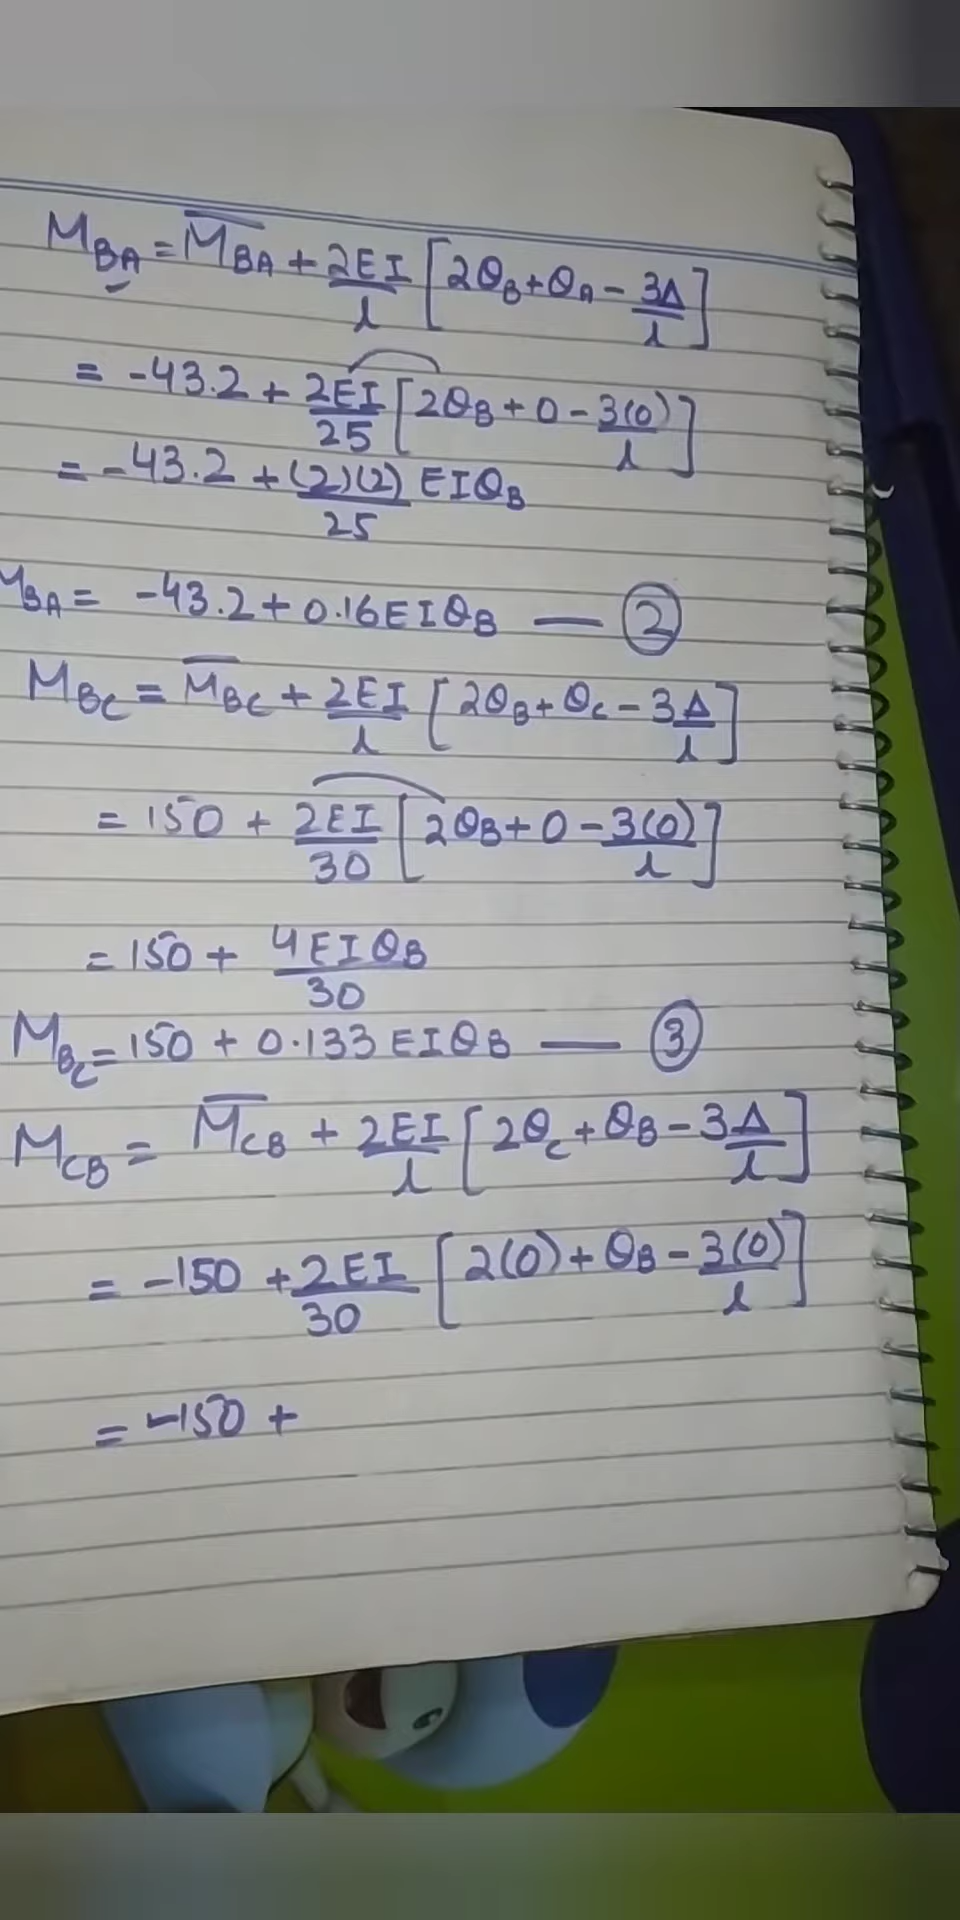 M_BA = M̅_BA + 2EI/l [2θ_B + θ_A − 3Δ/l]
= -43.2 + 2EI/25 [2θ_B + 0 − 3(0)/l]
= -43.2 + (2)(2)/25 EIθ_B
M_BA = -43.2 + 0.16EIθ_B — ②
M_BC = M̅_BC + 2EI/l [2θ_B + θ_C − 3Δ/l]
= 150 + 2EI/30 [2θ_B + 0 − 3(0)/l]
= 150 + 4EIθ_B/30
M_BC = 150 + 0.133EIθ_B — ③
M_CB = M̅_CB + 2EI/l [2θ_C + θ_B − 3Δ/l]
= -150 + 2EI/30 [2(0) + θ_B − 3(0)/l]
= -150 +